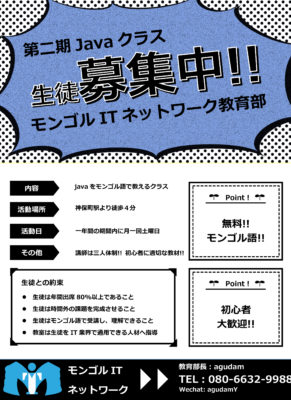 第二期 Java クラス
生徒募集中!!
モンゴル IT ネットワーク教育部
内容 java をモンゴル語で教えるクラス
活動場所 神保町駅より徒歩４分
活動日 一年間の期間内に月一回土曜日
その他 講師は三人体制!! 初心者に適切な教材!!
Point！
無料!!
モンゴル語!!
生徒との約束
● 生徒は年間出席 80%以上であること
● 生徒は時間外の課題を完成させること
● 生徒はモンゴル語で受講し、理解できること
● 教室は生徒を IT 業界で通用できる人材へ指導
Point！
初心者
大歓迎!!
モンゴル IT
ネットワーク
教育部長：agudam
TEL：080-6632-9988
Wechat: agudamY